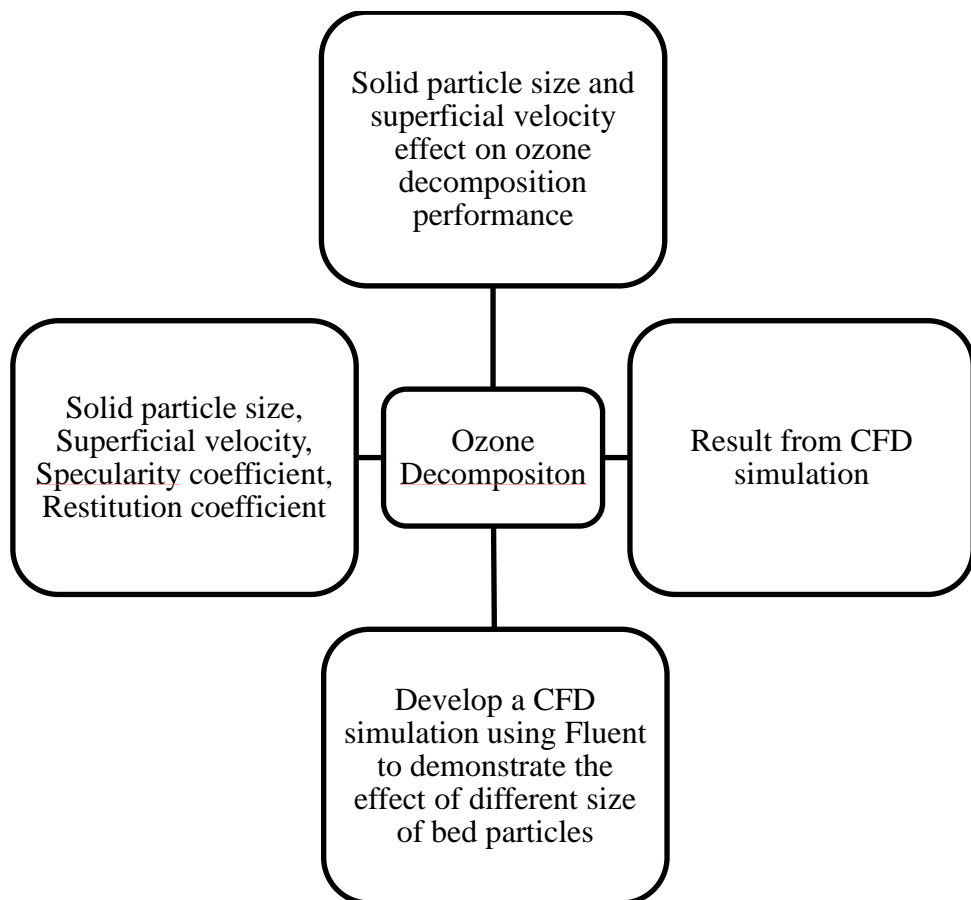 Solid particle size and
superficial velocity
effect on ozone
decomposition
performance
Solid particle size,
Superficial velocity,
Specularity coefficient,
Restitution coefficient
Ozone
Decompositon
Result from CFD
simulation
Develop a CFD
simulation using Fluent
to demonstrate the
effect of different size
of bed particles